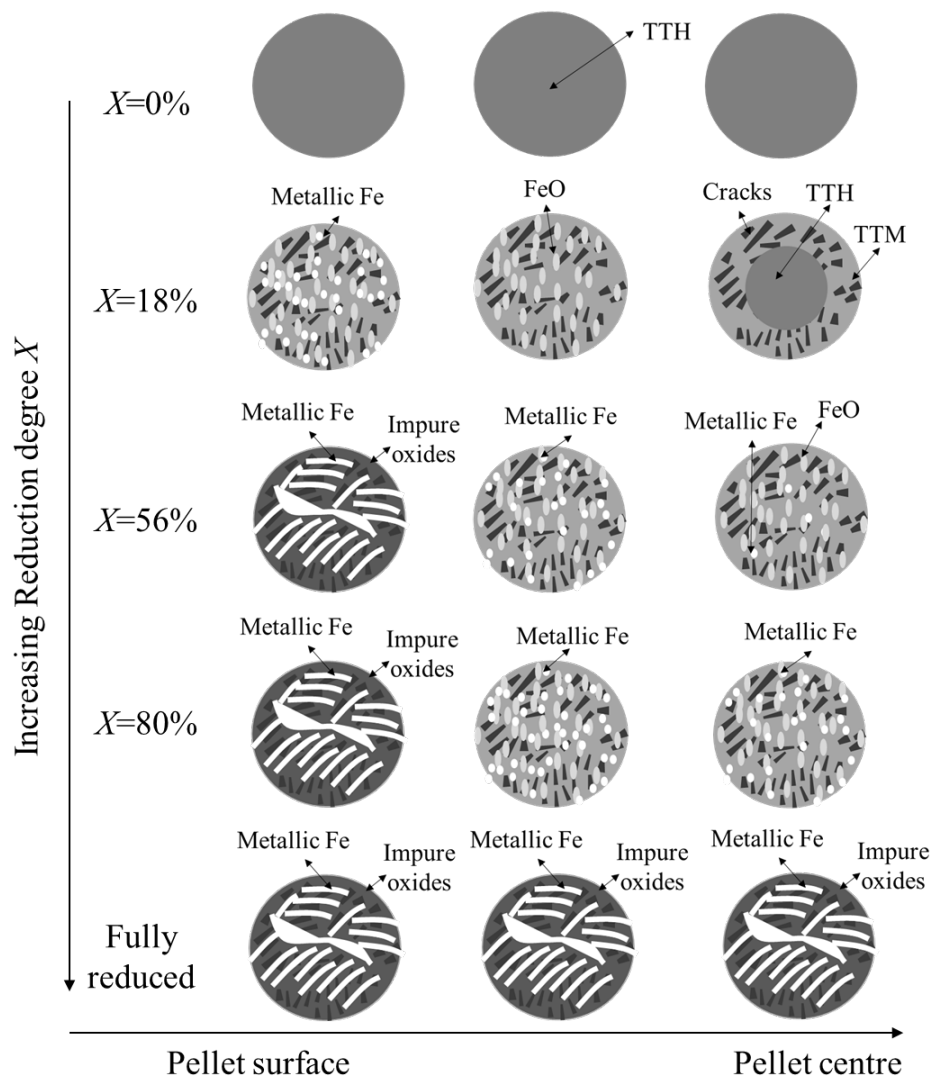 TTH
X=0%
Metallic Fe
FeO
Cracks
TTH
TTM
X=18%
Metallic Fe
Impure
oxides
Metallic Fe
Metallic Fe
FeO
X=56%
Metallic Fe
Impure
oxides
Metallic Fe
Metallic Fe
X=80%
Metallic Fe
Impure
oxides
Metallic Fe
Impure
oxides
Metallic Fe
Impure
oxides
Fully
reduced
Increasing Reduction degree X
Pellet surface
Pellet centre